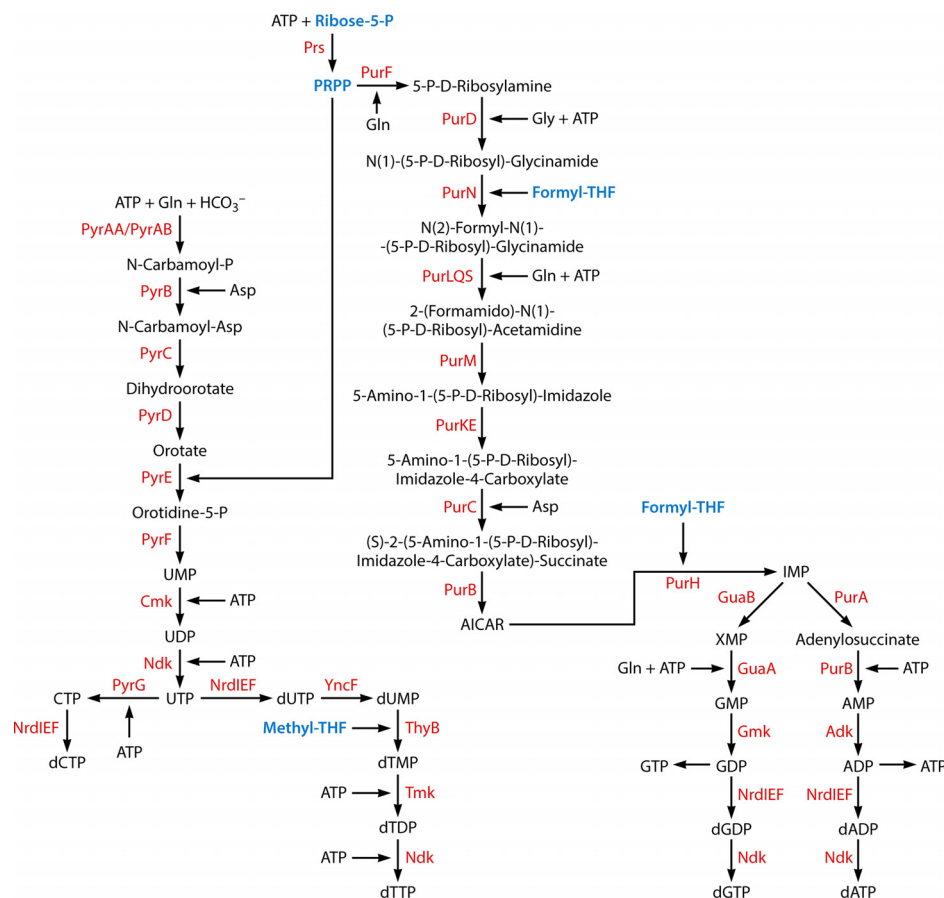 ATP + Ribose-5-P
Prs
PRPP
PurF
5-P-D-Ribosylamine
Gln
PurD
Gly + ATP
N(1)-(5-P-D-Ribosyl)-Glycinamide
PurN
Formyl-THF
N(2)-Formyl-N(1)-
-(5-P-D-Ribosyl)-Glycinamide
PurLQS
Gln + ATP
2-(Formamido)-N(1)-
(5-P-D-Ribosyl)-Acetamidine
PurM
5-Amino-1-(5-P-D-Ribosyl)-Imidazole
PurKE
5-Amino-1-(5-P-D-Ribosyl)-
Imidazole-4-Carboxylate
PurC
Asp
(S)-2-(5-Amino-1-(5-P-D-Ribosyl)-
Imidazole-4-Carboxylate)-Succinate
PurB
AICAR
Formyl-THF
PurH
IMP
GuaB
PurA
XMP
Adenylosuccinate
Gln + ATP
GuaA
PurB
ATP
GMP
AMP
Gmk
Adk
GTP
GDP
ADP
ATP
NrdIEF
NrdIEF
dGDP
dADP
Ndk
Ndk
dGTP
dATP
ATP + Gln + HCO₃⁻
PyrAA/PyrAB
N-Carbamoyl-P
PyrB
Asp
N-Carbamoyl-Asp
PyrC
Dihydroorotate
PyrD
Orotate
PyrE
Orotidine-5-P
PyrF
UMP
Cmk
ATP
UDP
Ndk
ATP
CTP
PyrG
UTP
NrdIEF
dUTP
YncF
dUMP
NrdIEF
ATP
dCTP
Methyl-THF
ThyB
dTMP
ATP
Tmk
dTDP
ATP
Ndk
dTTP